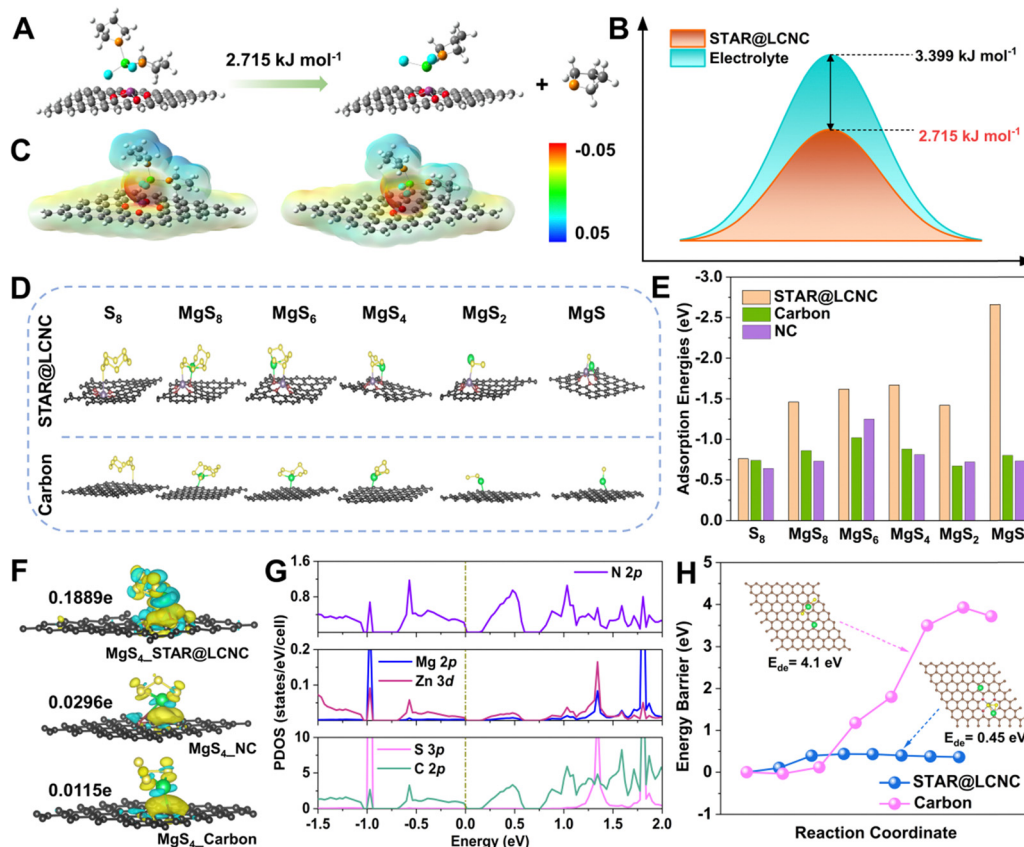 A
2.715 kJ mol⁻¹
+
B
STAR@LCNC
Electrolyte
3.399 kJ mol⁻¹
2.715 kJ mol⁻¹
C
-0.05
0.05
D
S₈ MgS₈ MgS₆ MgS₄ MgS₂ MgS
STAR@LCNC
Carbon
E
Adsorption Energies (eV)
-3.0
-2.5
-2.0
-1.5
-1.0
-0.5
0.0
STAR@LCNC
Carbon
NC
S₈ MgS₈ MgS₆ MgS₄ MgS₂ MgS
F
0.1889e
MgS₄_STAR@LCNC
0.0296e
MgS₄_NC
0.0115e
MgS₄_Carbon
G
PDOS (states/eV/cell)
1.6
0.8
N 2p
0.2
0.1
0.0
Mg 2p
Zn 3d
10
5
0
S 3p
C 2p
-1.5 -1.0 -0.5 0.0 0.5 1.0 1.5 2.0
Energy (eV)
H
Energy Barrier (eV)
5
4
3
2
1
0
-1
E_de= 4.1 eV
E_de= 0.45 eV
STAR@LCNC
Carbon
Reaction Coordinate